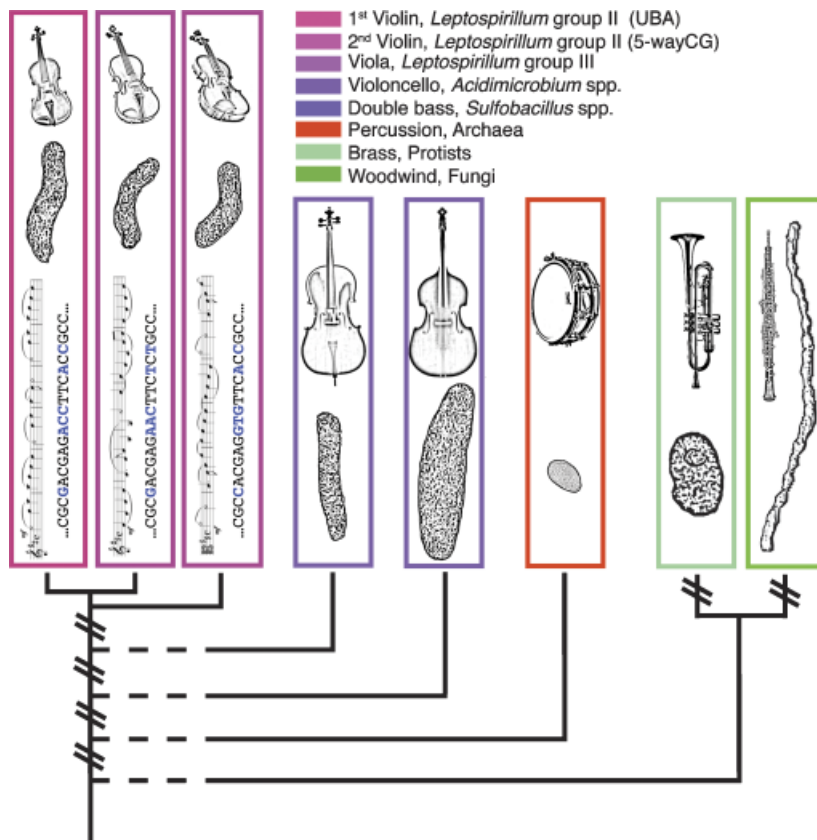 1st Violin, Leptospirillum group II (UBA)
2nd Violin, Leptospirillum group II (5-wayCG)
Viola, Leptospirillum group III
Violoncello, Acidimicrobium spp.
Double bass, Sulfobacillus spp.
Percussion, Archaea
Brass, Protists
Woodwind, Fungi
...CGCGACGAGACCTTCACCGCC...
...CGCGACGAGAACTTCTCTGCC...
...CGCCACGAGGTGTTCACCGCC...